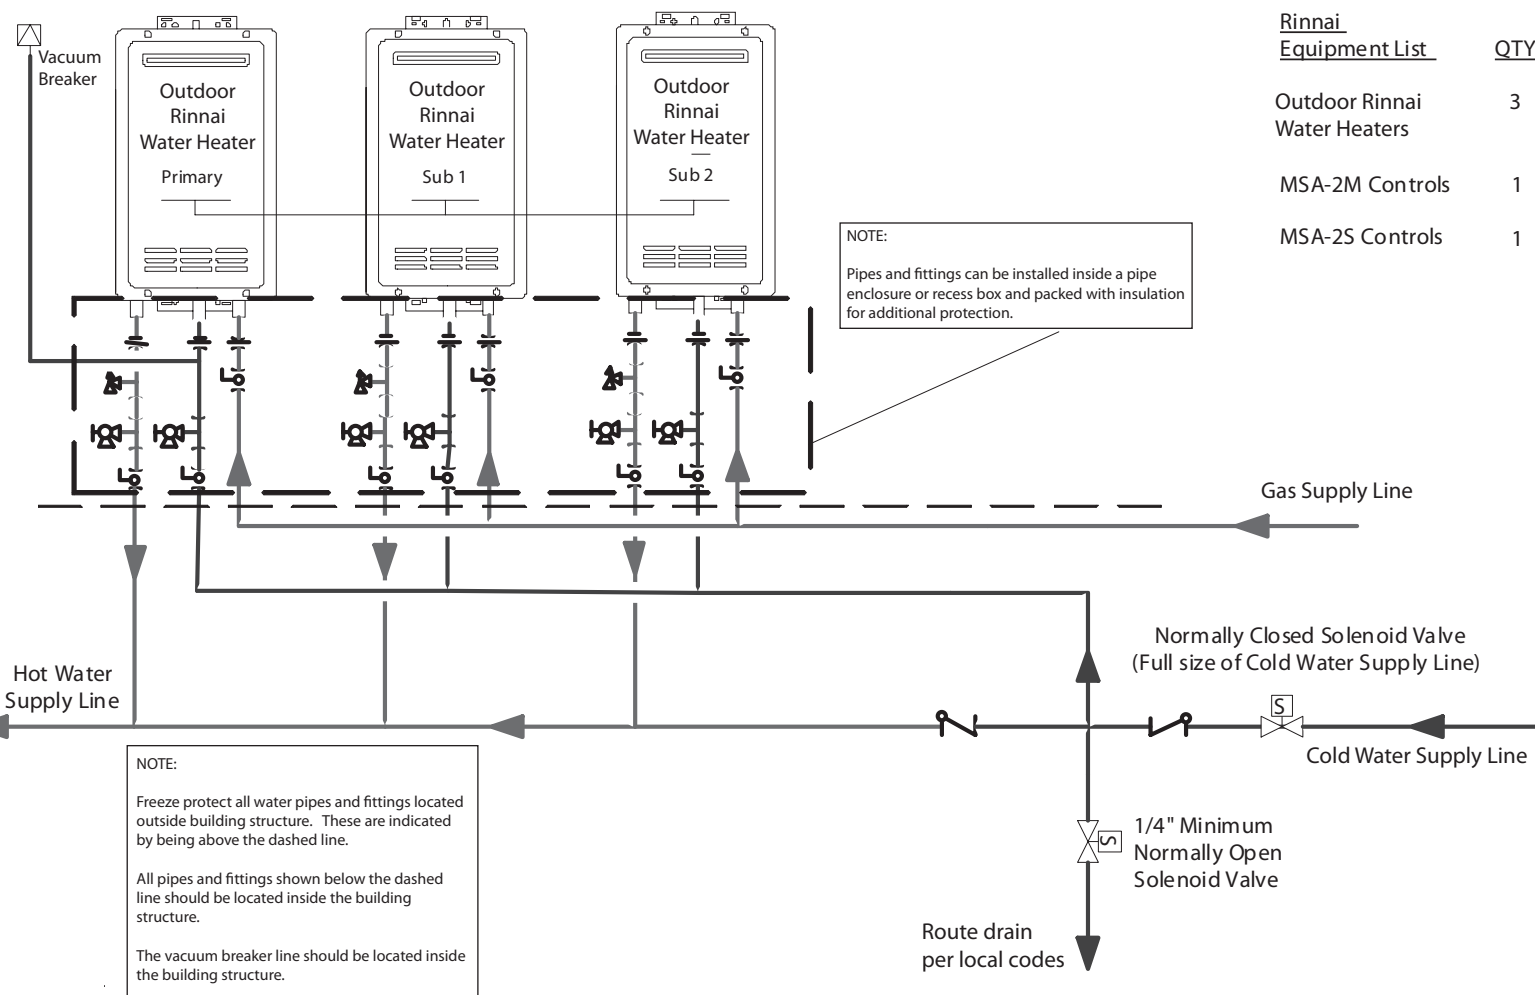 Rinnai
Equipment List QTY
Outdoor Rinnai 3
Water Heaters
MSA-2M Controls 1
MSA-2S Controls 1
Vacuum
Breaker
Outdoor
Rinnai
Water Heater
Primary
Outdoor
Rinnai
Water Heater
Sub 1
Outdoor
Rinnai
Water Heater
Sub 2
NOTE:
Pipes and fittings can be installed inside a pipe
enclosure or recess box and packed with insulation
for additional protection.
Gas Supply Line
Normally Closed Solenoid Valve
(Full size of Cold Water Supply Line)
S
Hot Water
Supply Line
Cold Water Supply Line
NOTE:
Freeze protect all water pipes and fittings located
outside building structure. These are indicated
by being above the dashed line.
All pipes and fittings shown below the dashed
line should be located inside the building
structure.
The vacuum breaker line should be located inside
the building structure.
S
1/4" Minimum
Normally Open
Solenoid Valve
Route drain
per local codes